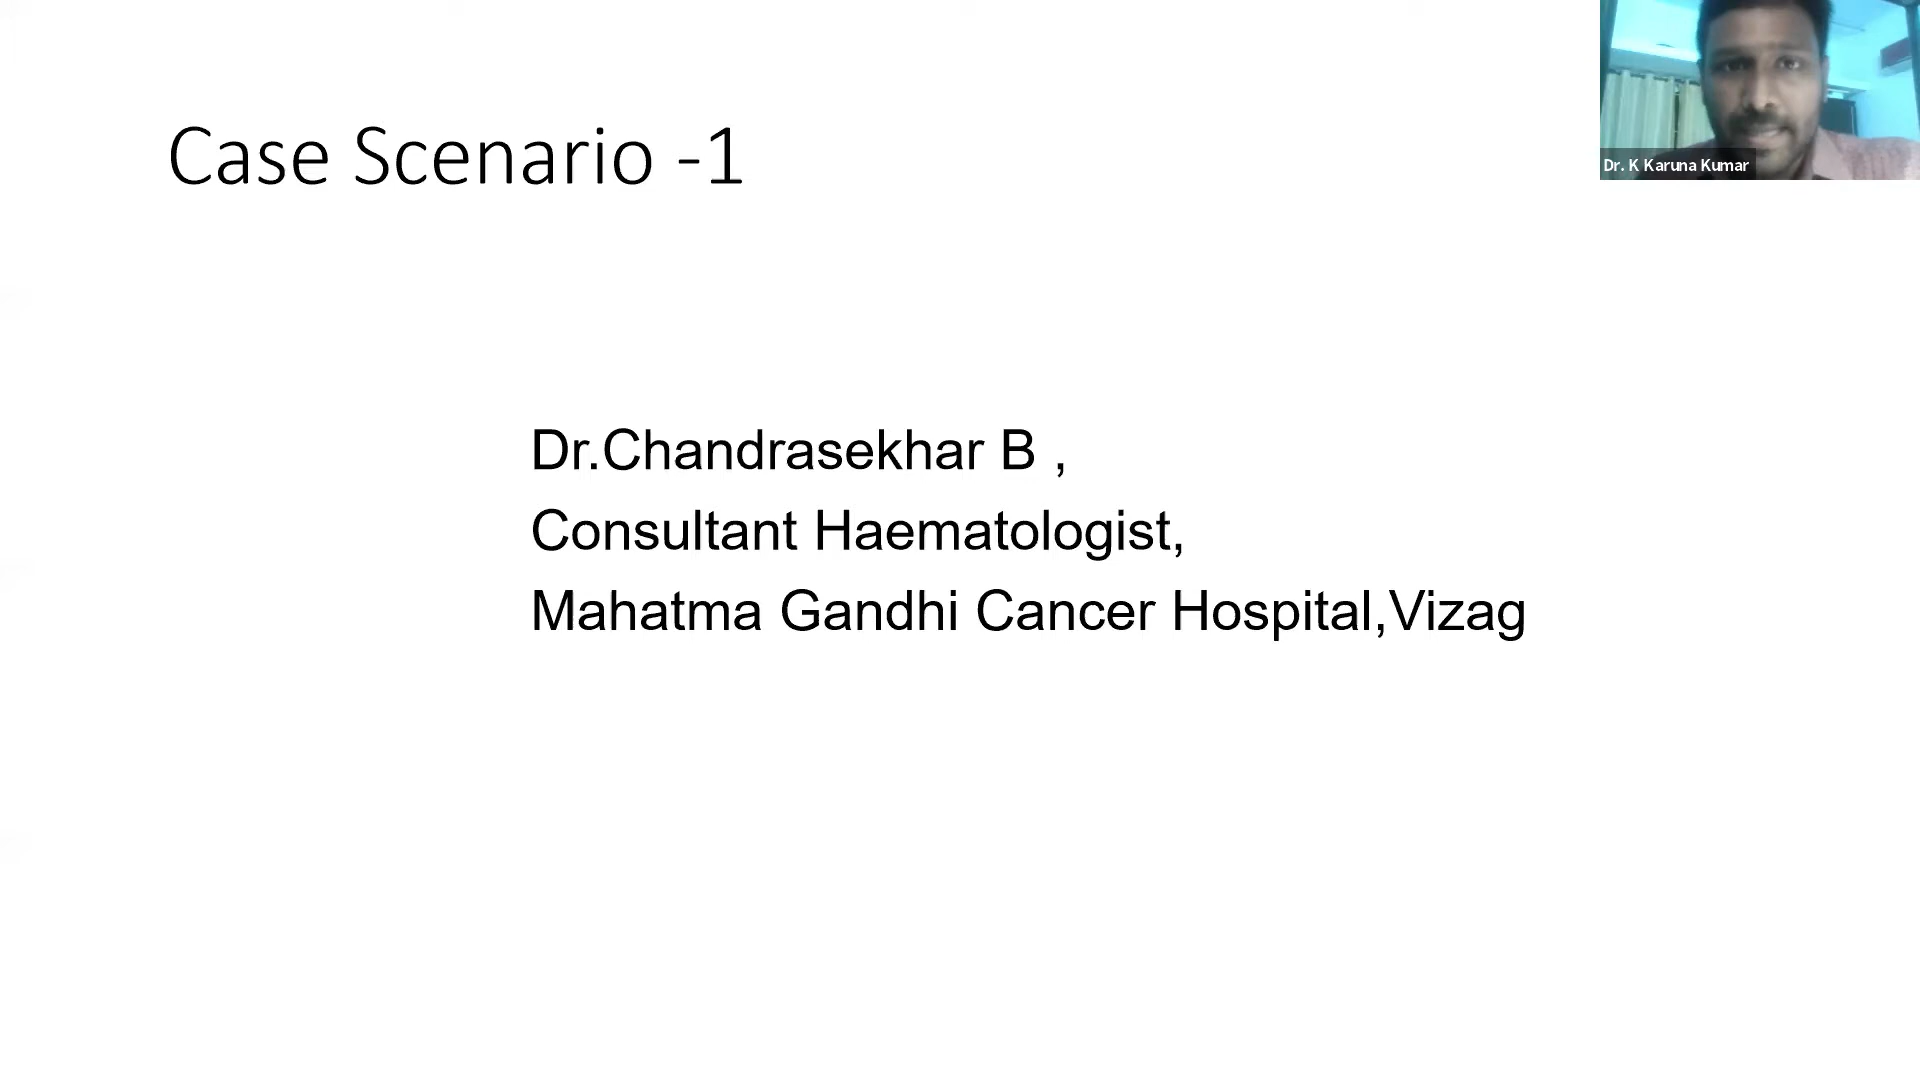 Case Scenario -1
Dr. K Karuna Kumar
Dr.Chandrasekhar B ,
Consultant Haematologist,
Mahatma Gandhi Cancer Hospital,Vizag